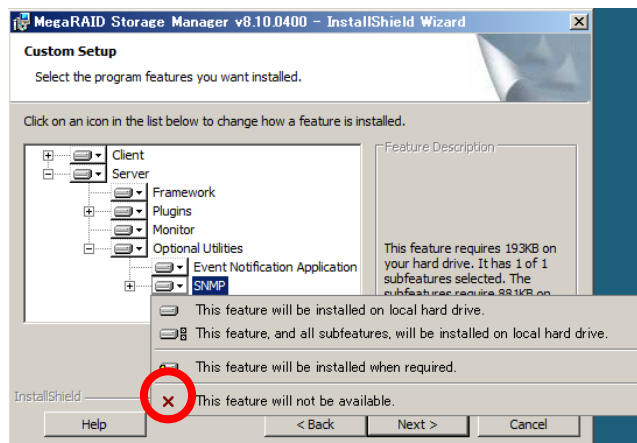 MegaRAID Storage Manager v8.10.0400 - InstallShield Wizard
Custom Setup
Select the program features you want installed.
Click on an icon in the list below to change how a feature is installed.
Client
Server
Framework
Plugins
Monitor
Optional Utilities
Event Notification Application
SNMP
Feature Description
This feature requires 193KB on
your hard drive. It has 1 of 1
subfeatures selected. The
subfeatures require 881KB on
This feature will be installed on local hard drive.
This feature, and all subfeatures, will be installed on local hard drive.
This feature will be installed when required.
This feature will not be available.
InstallShield
Help
< Back
Next >
Cancel